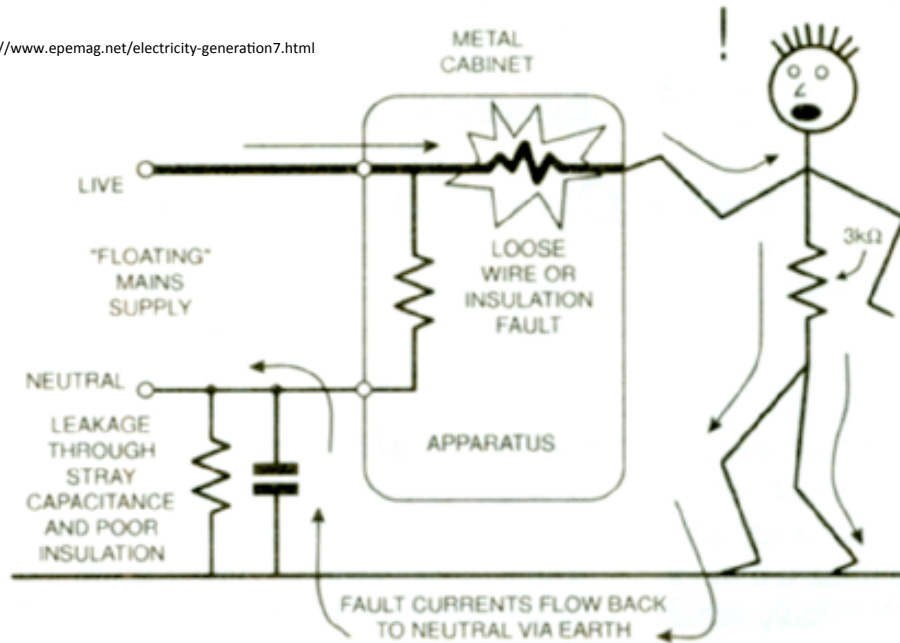 //www.epemag.net/electricity-generation7.html
METAL
CABINET
!
LIVE
"FLOATING"
MAINS
SUPPLY
LOOSE
WIRE OR
INSULATION
FAULT
3kΩ
NEUTRAL
LEAKAGE
THROUGH
STRAY
CAPACITANCE
AND POOR
INSULATION
APPARATUS
FAULT CURRENTS FLOW BACK
TO NEUTRAL VIA EARTH